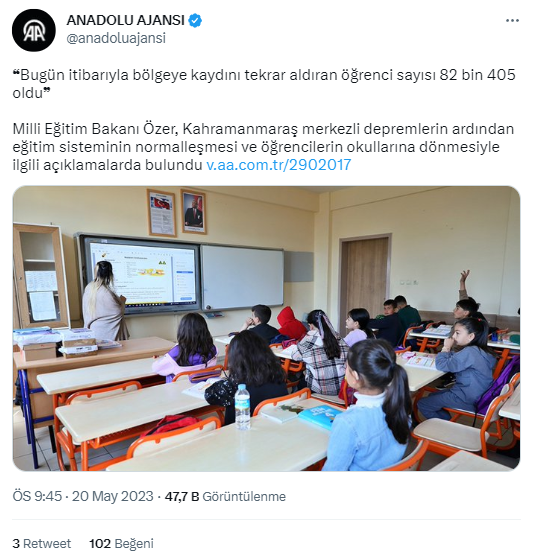 ANADOLU AJANSI
@anadoluajansi
❝Bugün itibarıyla bölgeye kaydını tekrar aldıran öğrenci sayısı 82 bin 405
oldu❞
Milli Eğitim Bakanı Özer, Kahramanmaraş merkezli depremlerin ardından
eğitim sisteminin normalleşmesi ve öğrencilerin okullarına dönmesiyle
ilgili açıklamalarda bulundu v.aa.com.tr/2902017
ÖS 9:45 · 20 May 2023 · 47,7 B Görüntülenme
3 Retweet 102 Beğeni